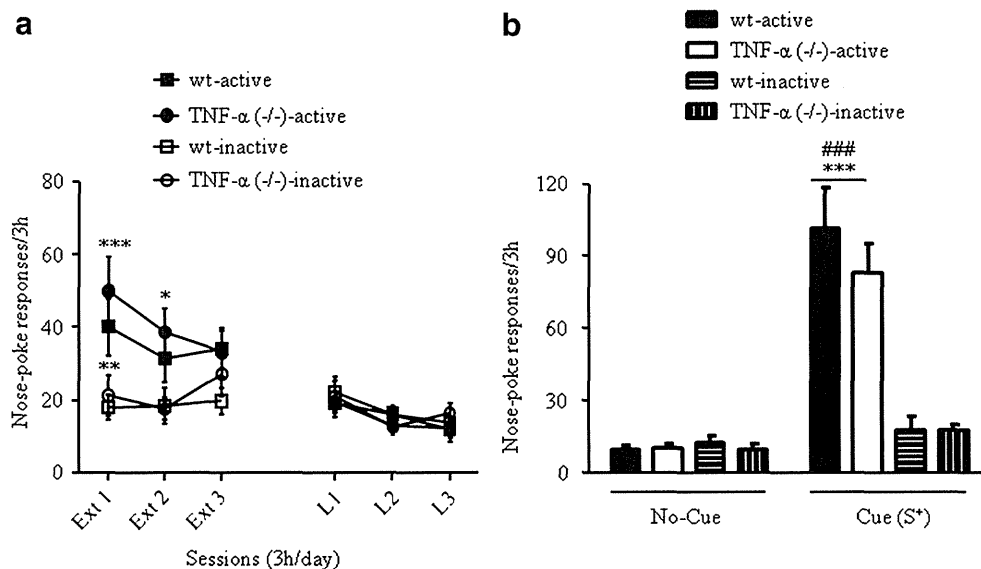 a
wt-active
TNF-α (-/-)-active
wt-inactive
TNF-α (-/-)-inactive
Nose-poke responses/3h
80
60
40
20
0
***
*
**
Ext 1
Ext 2
Ext 3
L1
L2
L3
Sessions (3h/day)
b
wt-active
TNF-α (-/-)-active
wt-inactive
TNF-α (-/-)-inactive
Nose-poke responses/3h
120
90
60
30
0
###
***
No-Cue
Cue (S⁺)